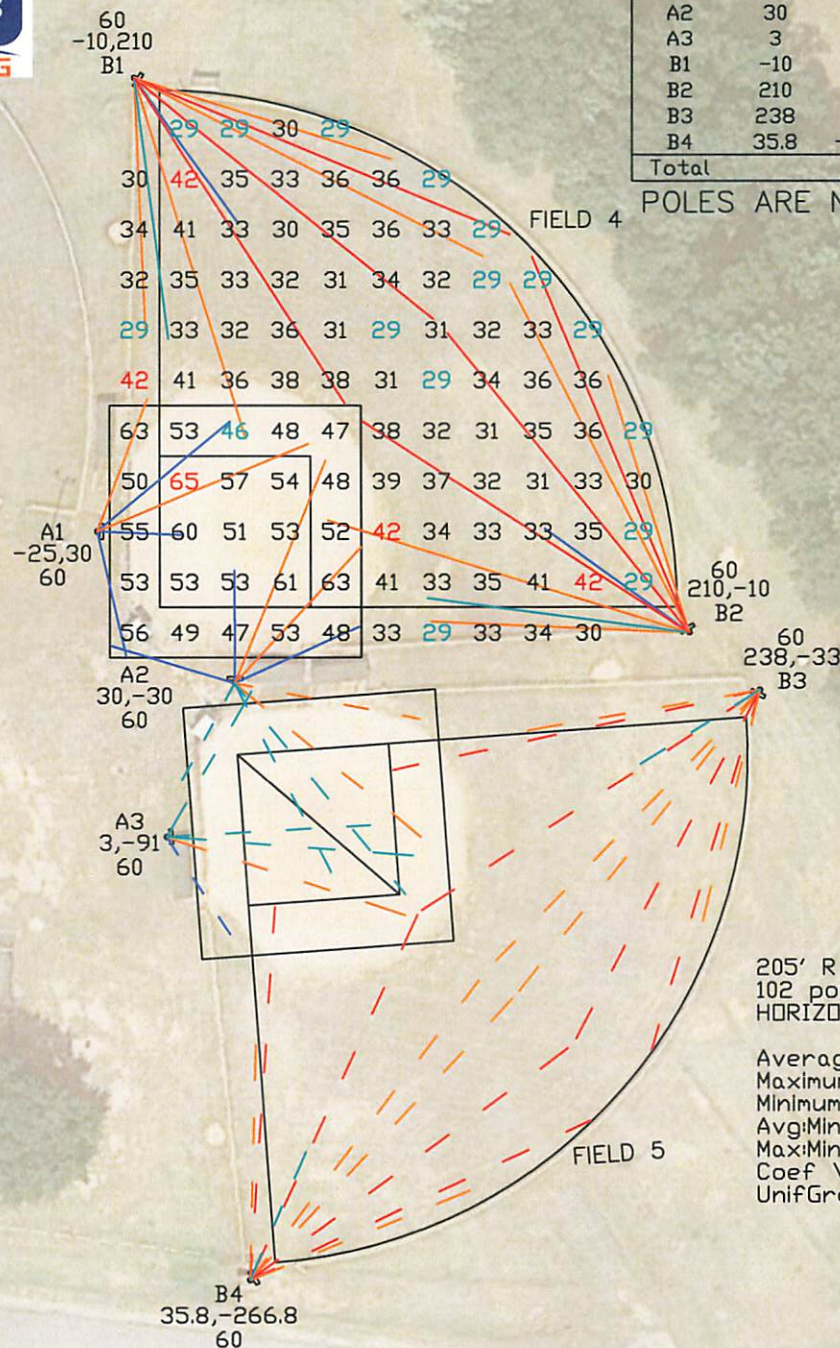 60
-10,210
B1
A2 30
A3 3
B1 -10
B2 210
B3 238
B4 35.8 -
Total
POLES ARE N
FIELD 4
29 29 30 29
30 42 35 33 36 36 29
34 41 33 30 35 36 33 29
32 35 33 32 31 34 32 29 29
29 33 32 36 31 29 31 32 33 29
42 41 36 38 38 31 29 34 36 36
63 53 46 48 47 38 32 31 35 36 29
50 65 57 54 48 39 37 32 31 33 30
55 60 51 53 52 42 34 33 33 35 29
53 53 53 61 63 41 33 35 41 42 29
56 49 47 53 48 33 29 33 34 30
A1
-25,30
60
60
210,-10
B2
A2
30,-30
60
60
238,-33
B3
A3
3,-91
60
205' R
102 po
HORIZO
Averag
Maximu
Minimum
Avg:Min
Max:Min
Coef V
UnifGr
FIELD 5
B4
35.8,-266.8
60